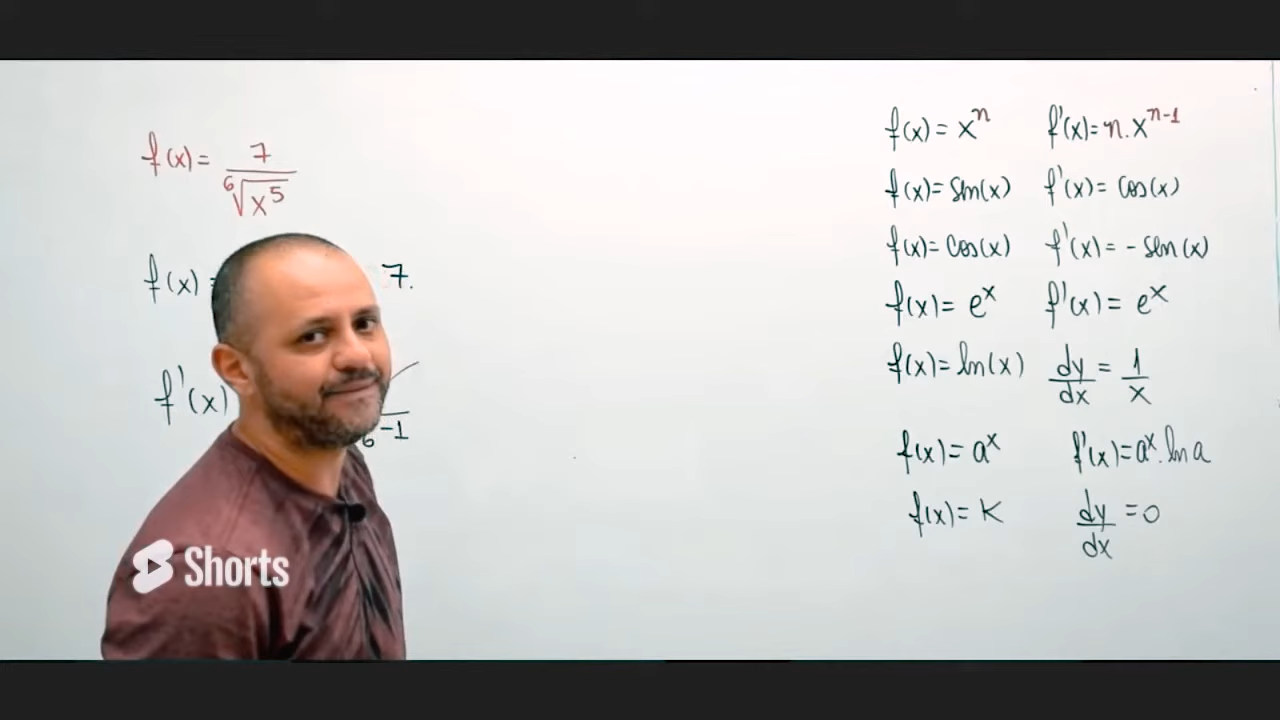 f(x) = 7 / ⁶√x⁵
f(x) = 7.
f'(x)
6 -1
f(x) = xⁿ f'(x) = n.xⁿ⁻¹
f(x) = sen(x) f'(x) = cos(x)
f(x) = cos(x) f'(x) = - sen(x)
f(x) = eˣ f'(x) = eˣ
f(x) = ln(x) dy/dx = 1/x
f(x) = aˣ f'(x) = aˣ.ln a
f(x) = K dy/dx = 0
Shorts